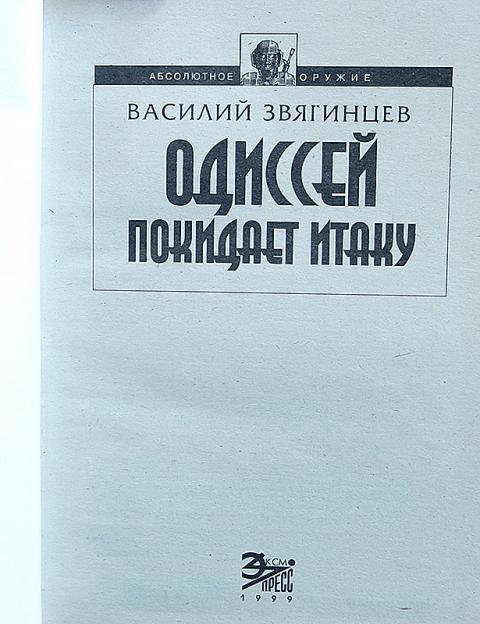 АБСОЛЮТНОЕ ОРУЖИЕ
ВАСИЛИЙ ЗВЯГИНЦЕВ
ОДИССЕЙ
ПОКИДАЕТ ИТАКУ
ЭКСМО
ПРЕСС
1999